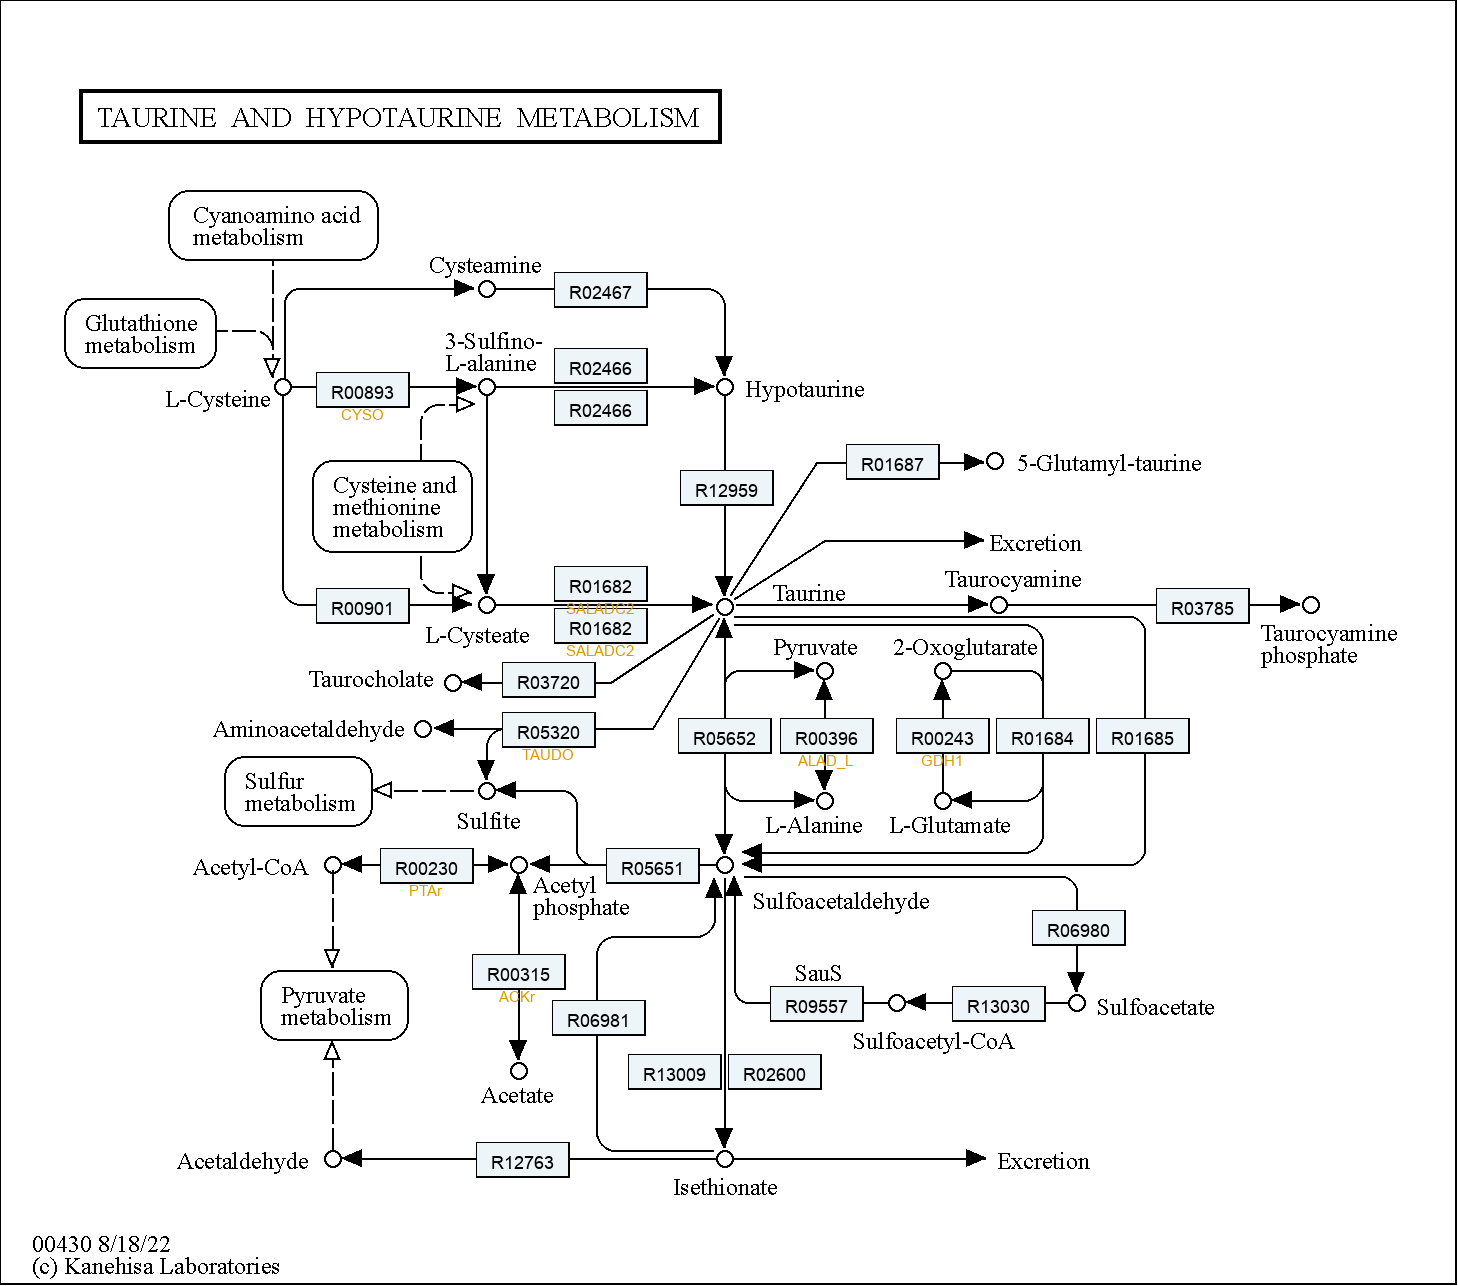 TAURINE AND HYPOTAURINE METABOLISM
Cyanoamino acid
metabolism
Glutathione
metabolism
Cysteamine
R02467
3-Sulfino-
L-alanine
R02466
R02466
L-Cysteine
R00893
CYSO
Hypotaurine
Cysteine and
methionine
metabolism
R12959
R01687
5-Glutamyl-taurine
Excretion
R00901
L-Cysteate
R01682
SALADC2
R01682
SALADC2
Taurine
Taurocyamine
R03785
Taurocyamine
phosphate
Taurocholate
R03720
Pyruvate
2-Oxoglutarate
Aminoacetaldehyde
R05320
TAUDO
R05652
R00396
ALAD_L
R00243
GDH1
R01684
R01685
Sulfur
metabolism
Sulfite
L-Alanine
L-Glutamate
Acetyl-CoA
R00230
PTAr
Acetyl
phosphate
R05651
Sulfoacetaldehyde
R06980
R00315
ACKr
SauS
R09557
R13030
Sulfoacetate
Sulfoacetyl-CoA
Pyruvate
metabolism
R06981
Acetate
R13009
R02600
Acetaldehyde
R12763
Isethionate
Excretion
00430 8/18/22
(c) Kanehisa Laboratories